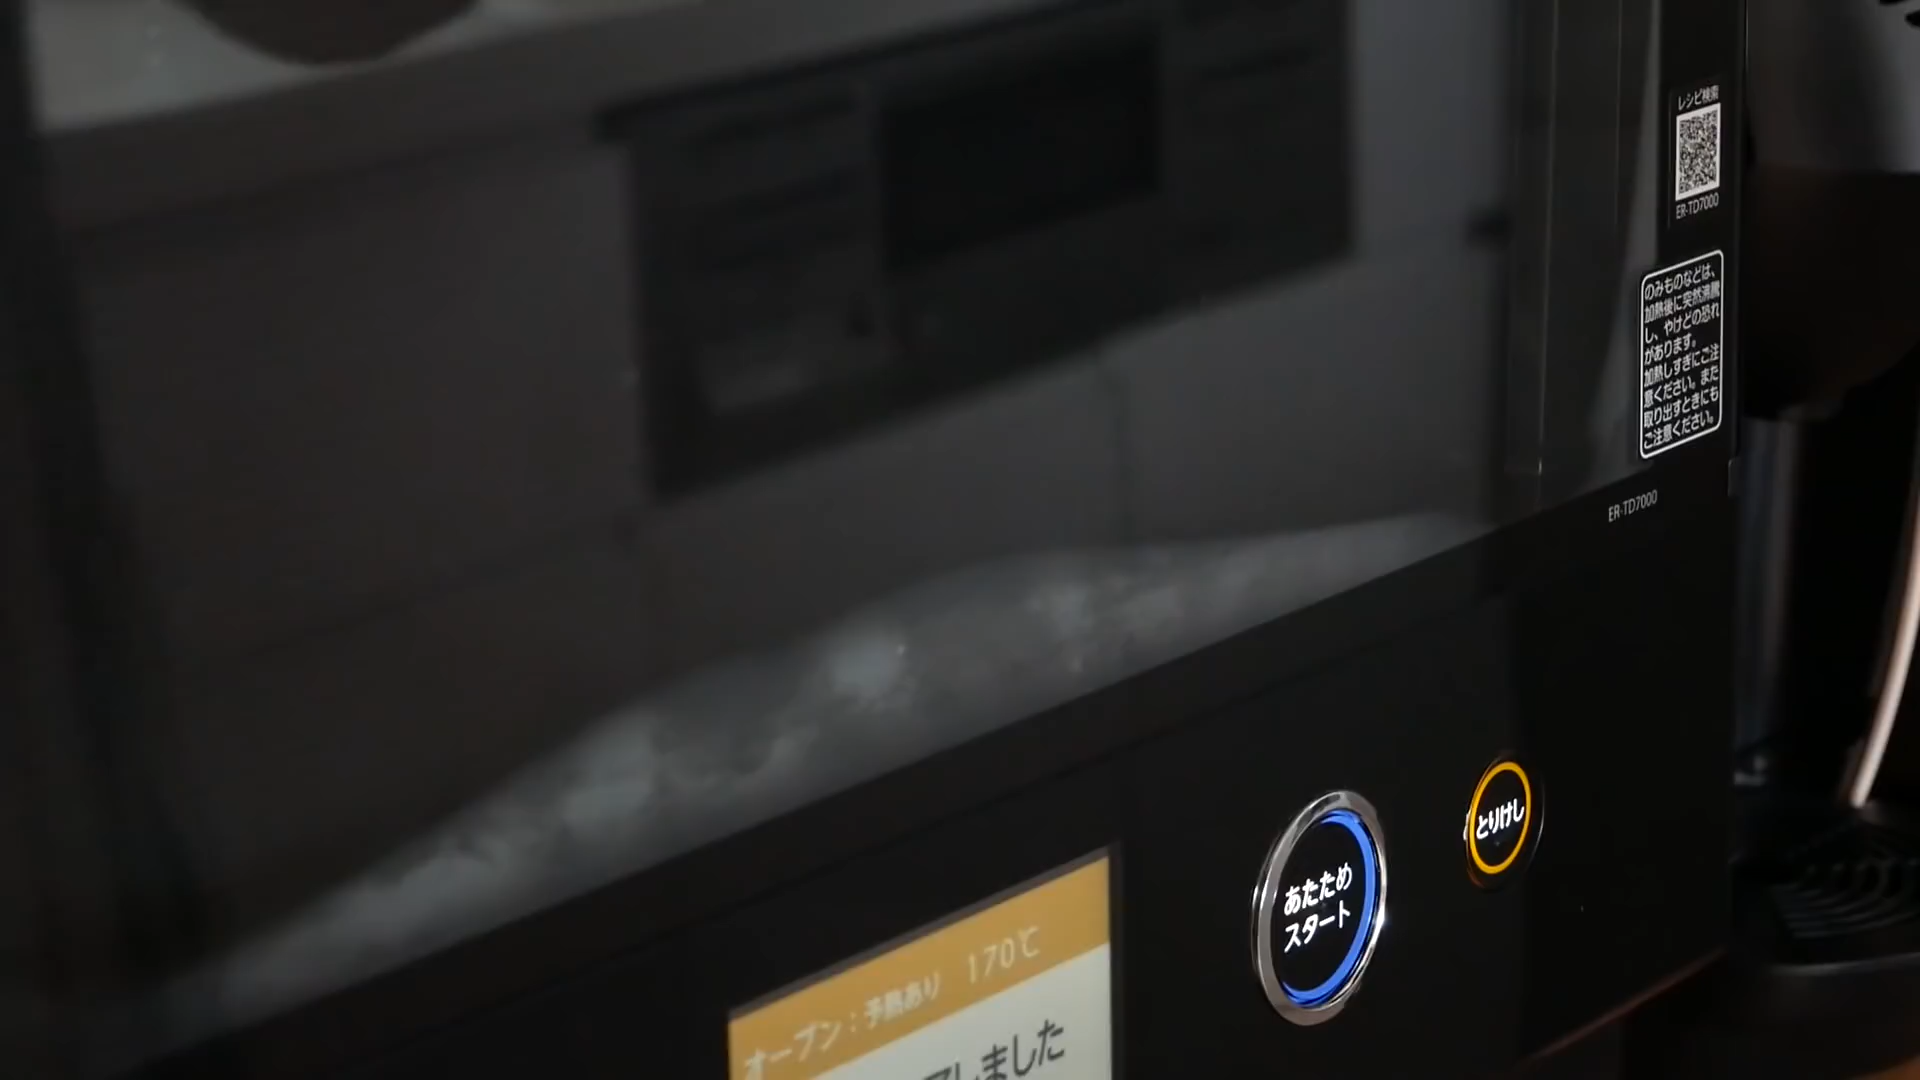 レシピ検索
ER-TD7000
のみものなどは、
加熱後に突然沸騰
し、やけどの恐れ
があります。
加熱しすぎにご注
意ください。また
取り出すときにも
ご注意ください。
ER-TD7000
とりけし
あたため
スタート
オーブン：予熱あり 170℃
しました